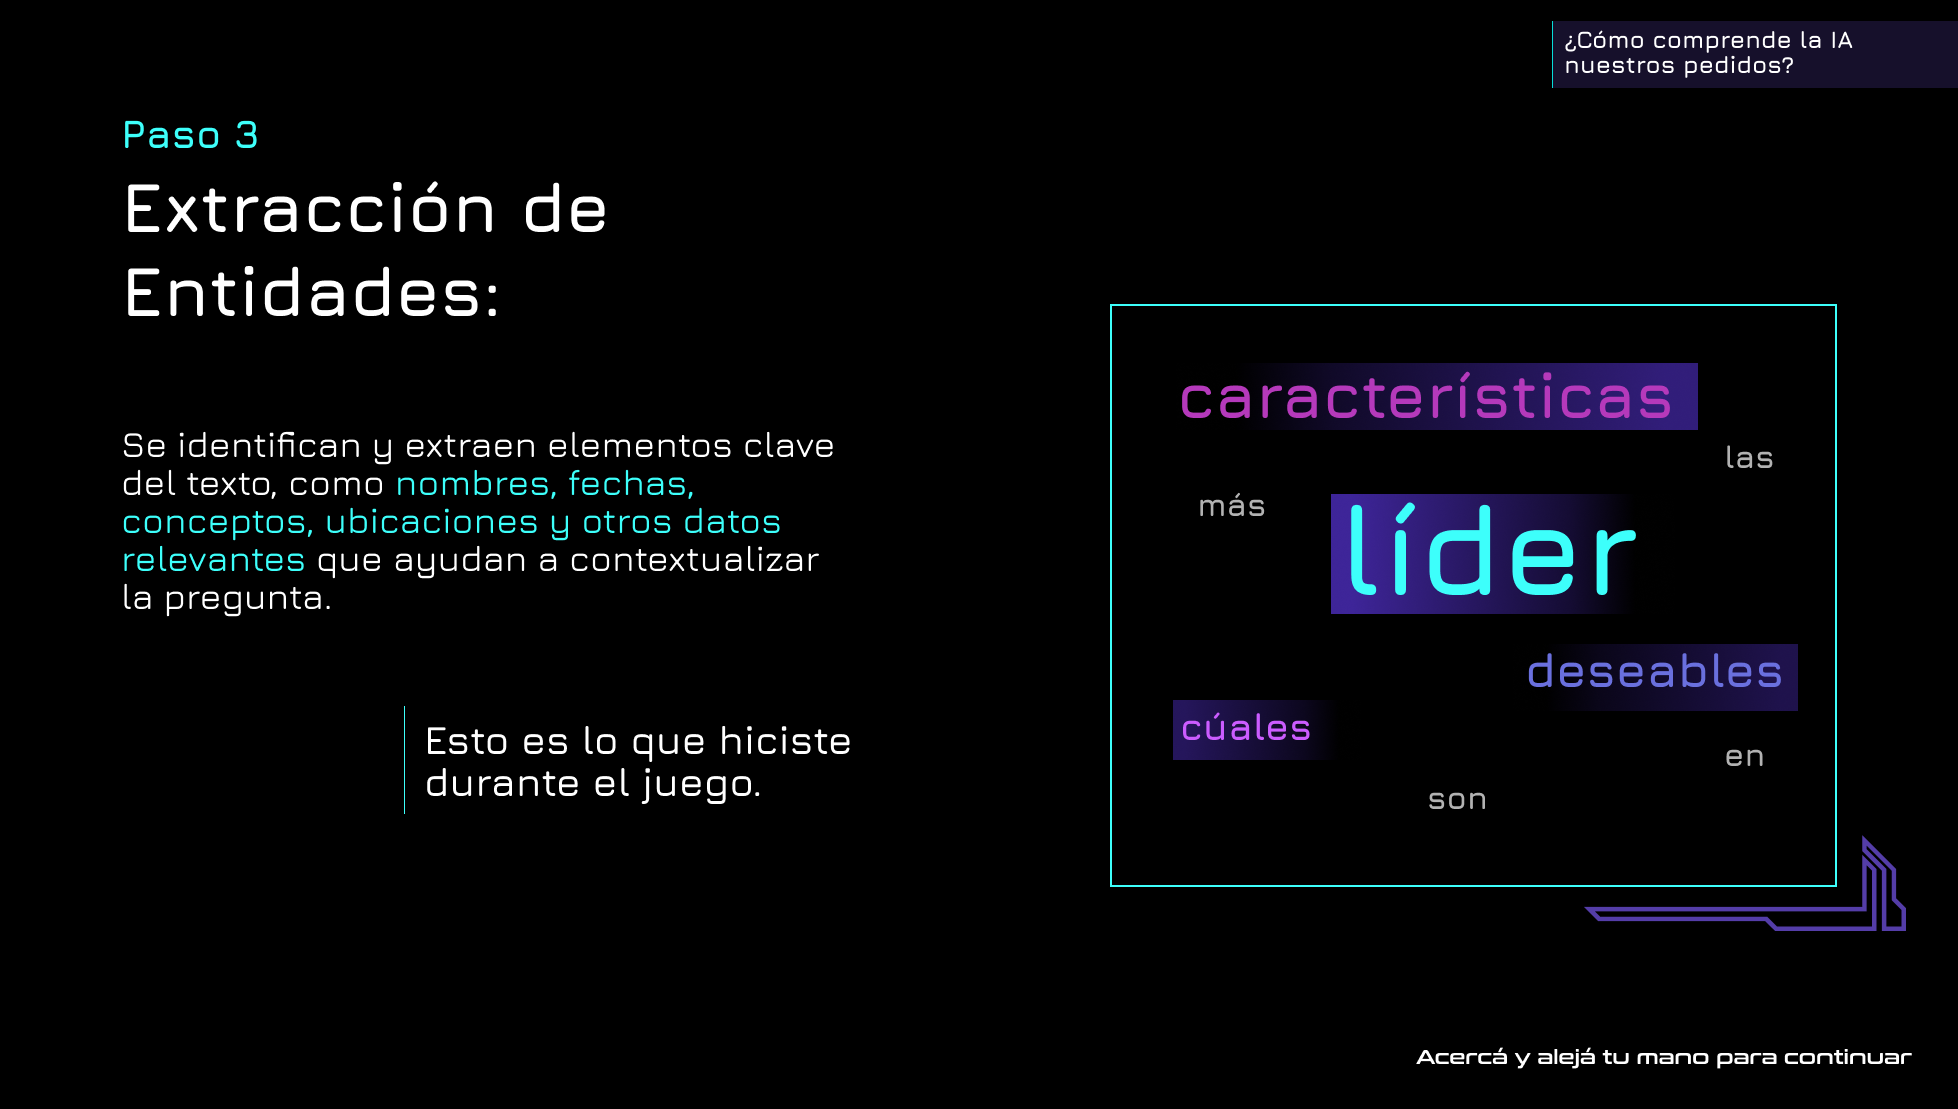 ¿Cómo comprende la IA
nuestros pedidos?
Paso 3
Extracción de
Entidades:
Se identifican y extraen elementos clave
del texto, como nombres, fechas,
conceptos, ubicaciones y otros datos
relevantes que ayudan a contextualizar
la pregunta.
Esto es lo que hiciste
durante el juego.
características
las
más
líder
deseables
cúales
en
son
Acercá y alejá tu mano para continuar